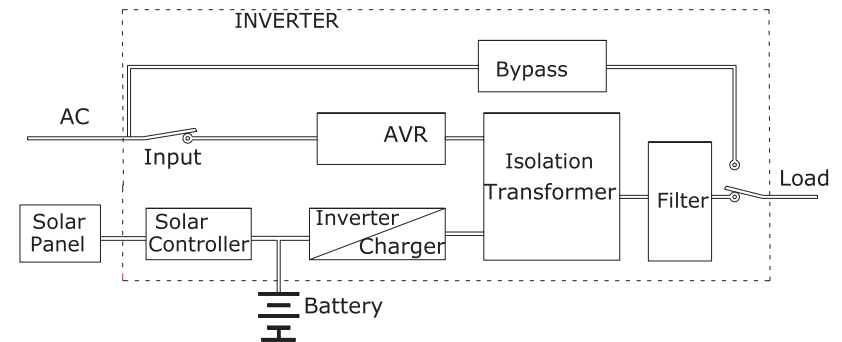 INVERTER
Bypass
AC
Input
AVR
Isolation
Transformer
Filter
Load
Solar
Panel
Solar
Controller
Inverter
Charger
Battery